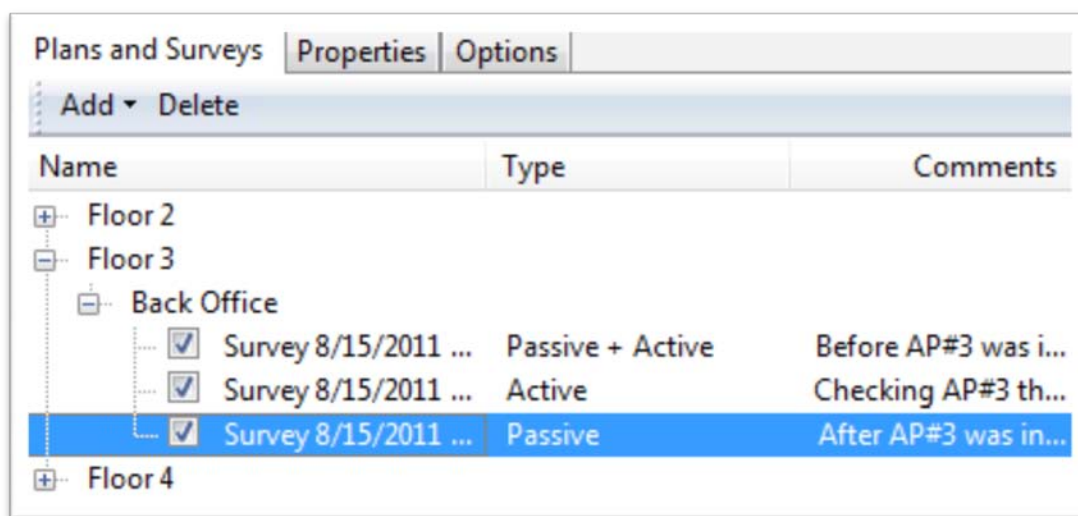 Plans and Surveys Properties Options
Add Delete
Name Type Comments
Floor 2
Floor 3
Back Office
Survey 8/15/2011 ... Passive + Active Before AP#3 was i...
Survey 8/15/2011 ... Active Checking AP#3 th...
Survey 8/15/2011 ... Passive After AP#3 was in...
Floor 4